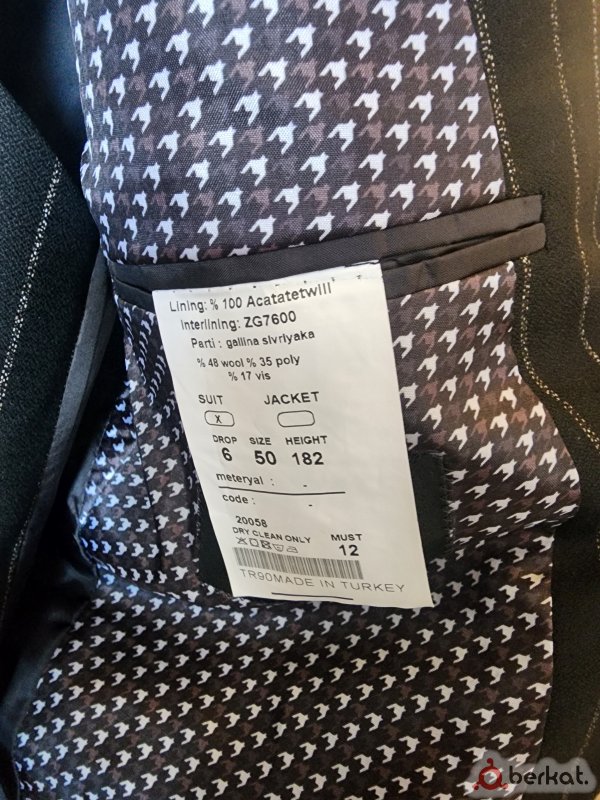 Lining: % 100 Acatatetwill
Interlining: ZG7600
Parti : gallina sivriyaka
% 48 wool % 35 poly
% 17 vis
SUIT JACKET
x
DROP SIZE HEIGHT
6 50 182
meteryal : -
code : -
20058
DRY CLEAN ONLY MUST
12
TR90MADE IN TURKEY
berkat.